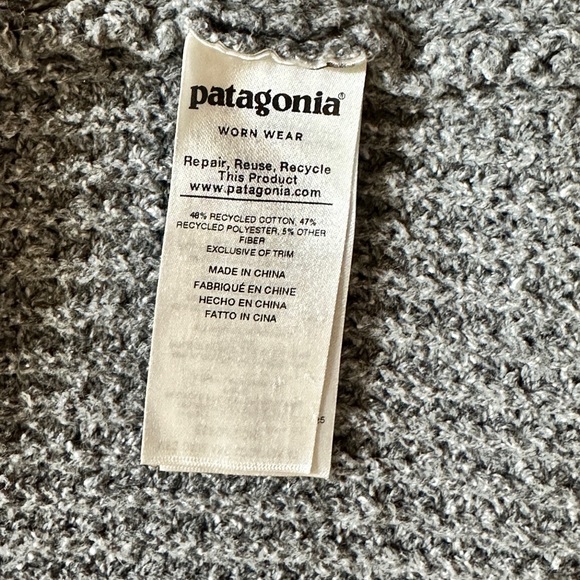 patagonia®
WORN WEAR
Repair, Reuse, Recycle
This Product
www.patagonia.com
48% RECYCLED COTTON, 47%
RECYCLED POLYESTER, 5% OTHER
FIBER
EXCLUSIVE OF TRIM
MADE IN CHINA
FABRIQUÉ EN CHINE
HECHO EN CHINA
FATTO IN CINA